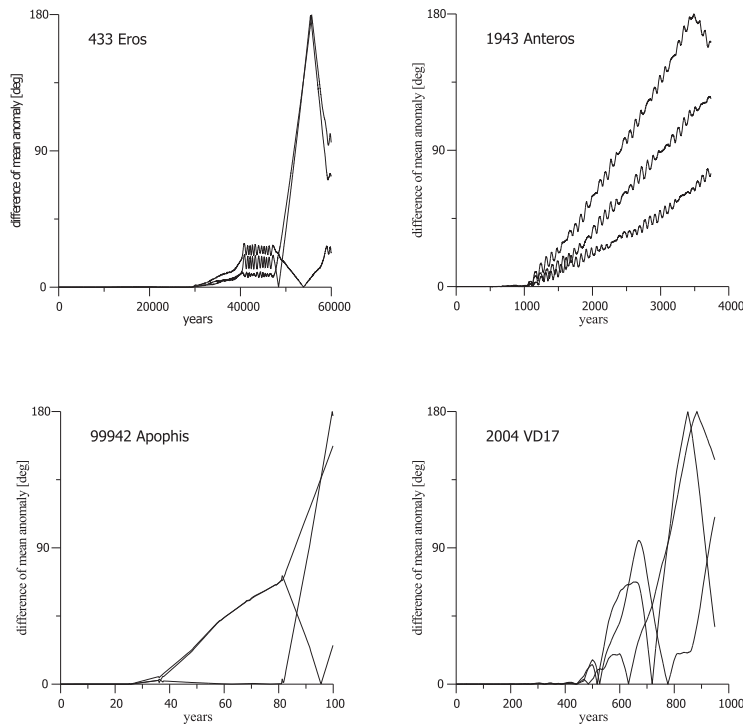 433 Eros
180
90
0
difference of mean anomaly [deg]
0 20000 40000 60000
years
1943 Anteros
180
90
0
difference of mean anomaly [deg]
0 1000 2000 3000 4000
years
99942 Apophis
180
90
0
difference of mean anomaly [deg]
0 20 40 60 80 100
years
2004 VD17
180
90
0
difference of mean anomaly [deg]
0 200 400 600 800 1000
years